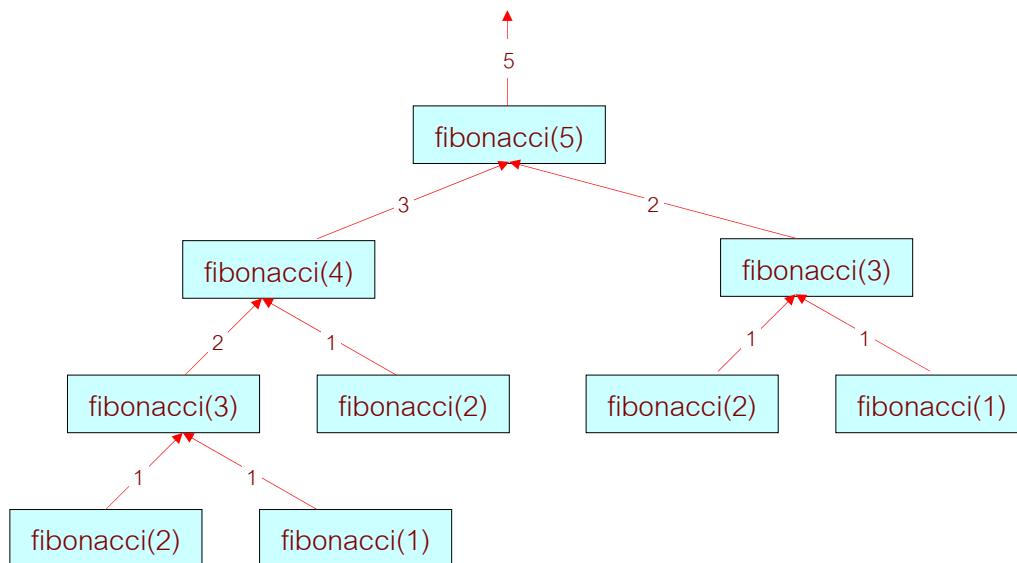 5
fibonacci(5)
3
2
fibonacci(4)
fibonacci(3)
2
1
1
1
fibonacci(3)
fibonacci(2)
fibonacci(2)
fibonacci(1)
1
1
fibonacci(2)
fibonacci(1)